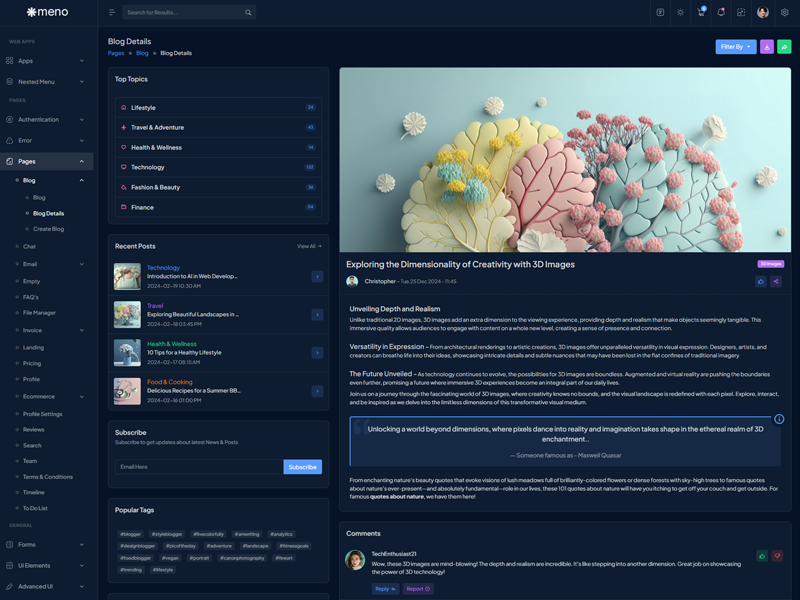 meno
Search for Results...
6
WEB APPS
Apps
Nested Menu
PAGES
Authentication
Error
Pages
Blog
Blog
Blog Details
Create Blog
Chat
Email
Empty
FAQ's
File Manager
Invoice
Landing
Pricing
Profile
Ecommerce
Profile Settings
Reviews
Search
Team
Terms & Conditions
Timeline
To Do List
GENERAL
Forms
Ui Elements
Advanced UI
Blog Details
Pages » Blog » Blog Details
Filter By
Top Topics
Lifestyle 24
Travel & Adventure 43
Health & Wellness 14
Technology
Fashion & Beauty 36
Finance 04
Recent Posts
View All →
Technology
Introduction to AI in Web Develop...
2024-02-19 10:30 AM
Travel
Exploring Beautiful Landscapes in ...
2024-02-18 03:45 PM
Health & Wellness
10 Tips for a Healthy Lifestyle
2024-02-17 08:15 AM
Food & Cooking
Delicious Recipes for a Summer BB...
2024-02-16 01:00 PM
Subscribe
Subscribe to get updates about latest News & Posts
Email Here
Subscribe
Popular Tags
#blogger #styleblogger #livecolorfully #amwriting #analytics
#designblogger #picoftheday #adventure #landscape #fitnessgoals
#foodblogger #vegan #portrait #canonphotography #fineart
#trending #lifestyle
Exploring the Dimensionality of Creativity with 3D Images
3D Images
Christopher - Tue,25 Dec 2024 - 11:45
Unveiling Depth and Realism
Unlike traditional 2D images, 3D images add an extra dimension to the viewing experience, providing depth and realism that make objects seemingly tangible. This
immersive quality allows audiences to engage with content on a whole new level, creating a sense of presence and connection.
Versatility in Expression - From architectural renderings to artistic creations, 3D images offer unparalleled versatility in visual expression. Designers, artists, and
creators can breathe life into their ideas, showcasing intricate details and subtle nuances that may have been lost in the flat confines of traditional imagery
The Future Unveiled - As technology continues to evolve, the possibilities for 3D images are boundless. Augmented and virtual reality are pushing the boundaries
even further, promising a future where immersive 3D experiences become an integral part of our daily lives.
Join us on a journey through the fascinating world of 3D images, where creativity knows no bounds, and the visual landscape is redefined with each pixel. Explore, interact,
and be inspired as we delve into the limitless dimensions of this transformative visual medium.
Unlocking a world beyond dimensions, where pixels dance into reality and imagination takes shape in the ethereal realm of 3D
enchantment..
— Someone famous as - Maxwell Quasar
From enchanting nature's beauty quotes that evoke visions of lush meadows full of brilliantly-colored flowers or dense forests with sky-high trees to famous quotes
about nature's ever-present—and absolutely fundamental—role in our lives, these 101 quotes about nature will have you itching to get off your couch and get outside. For
famous quotes about nature, we have them here!
Comments
TechEnthusiast21
Wow, these 3D images are mind-blowing! The depth and realism are incredible. It's like stepping into another dimension. Great job on showcasing
the power of 3D technology!
Reply
Report